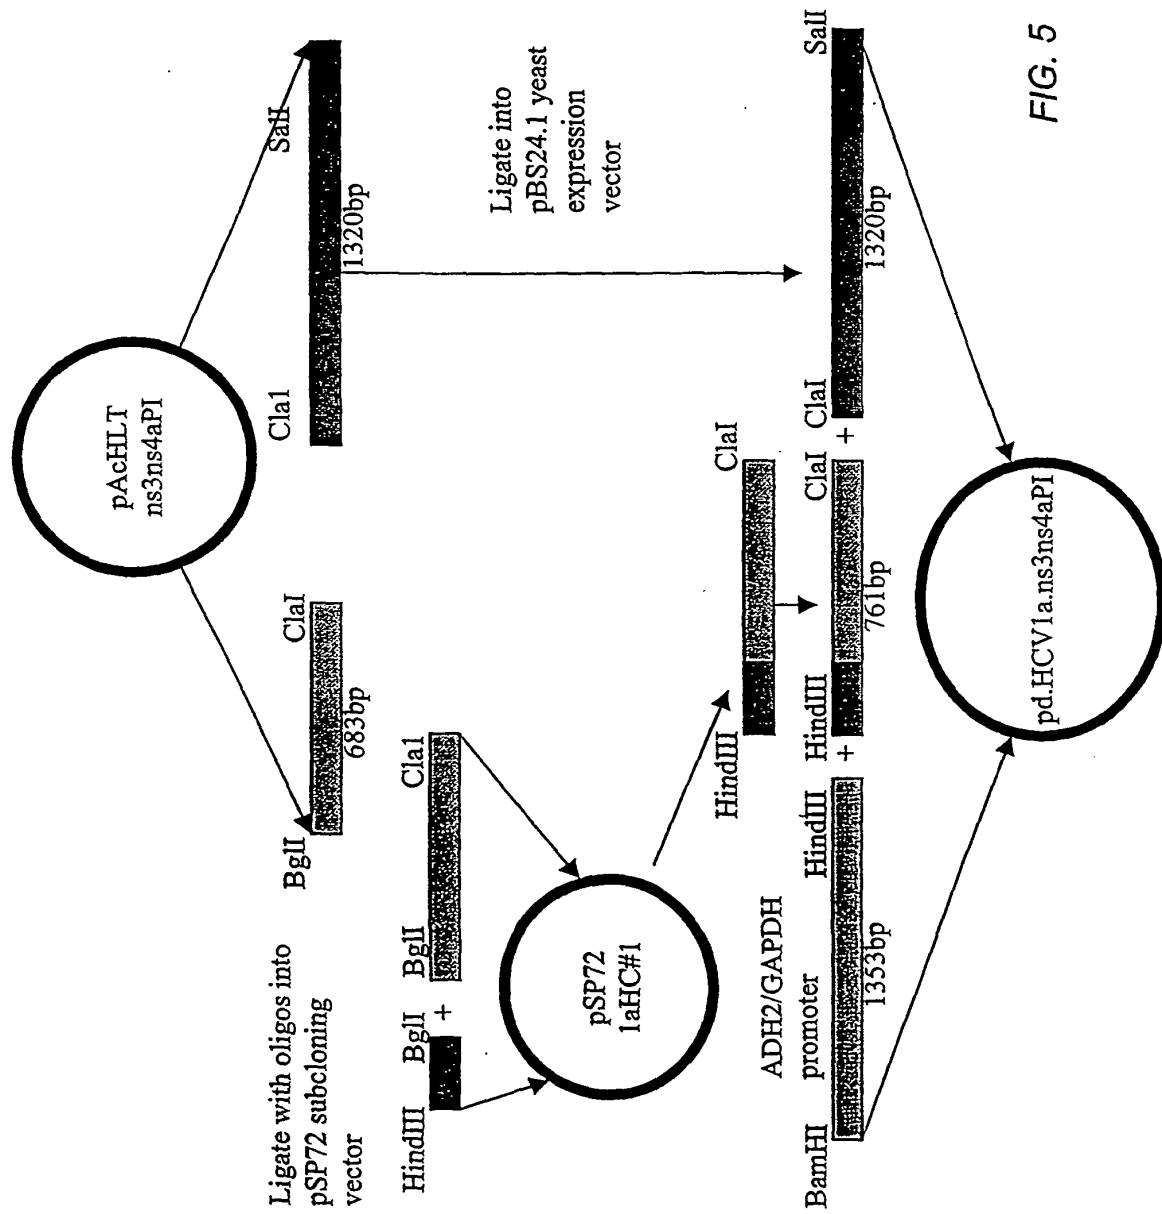 pAcHLT
ns3ns4aPI
BglI
ClaI
683bp
Cla1
SalI
1320bp
Ligate with oligos into
pSP72 subcloning
vector
HindIII
BglI
+
BglI
Cla1
Ligate into
pBS24.1 yeast
expression
vector
pSP72
1aHC#1
HindIII
ClaI
ADH2/GAPDH
promoter
BamHI
HindIII
1353bp
+
HindIII
ClaI
761bp
+
ClaI
SalI
1320bp
pd.HCV1a.ns3ns4aPI
FIG. 5